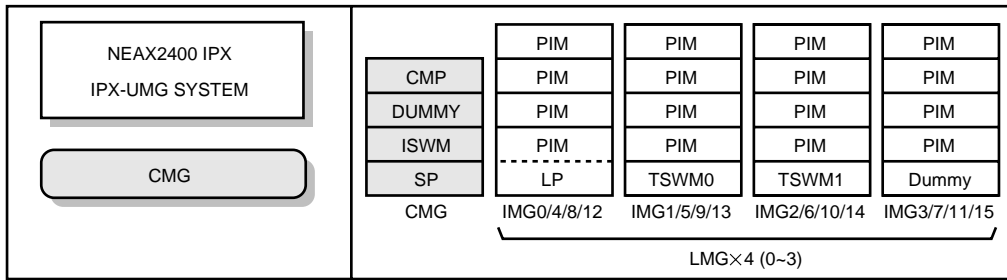 NEAX2400 IPX
IPX-UMG SYSTEM
CMG
PIM PIM PIM PIM
CMP PIM PIM PIM PIM
DUMMY PIM PIM PIM PIM
ISWM PIM PIM PIM PIM
SP LP TSWM0 TSWM1 Dummy
CMG IMG0/4/8/12 IMG1/5/9/13 IMG2/6/10/14 IMG3/7/11/15
LMG×4 (0~3)